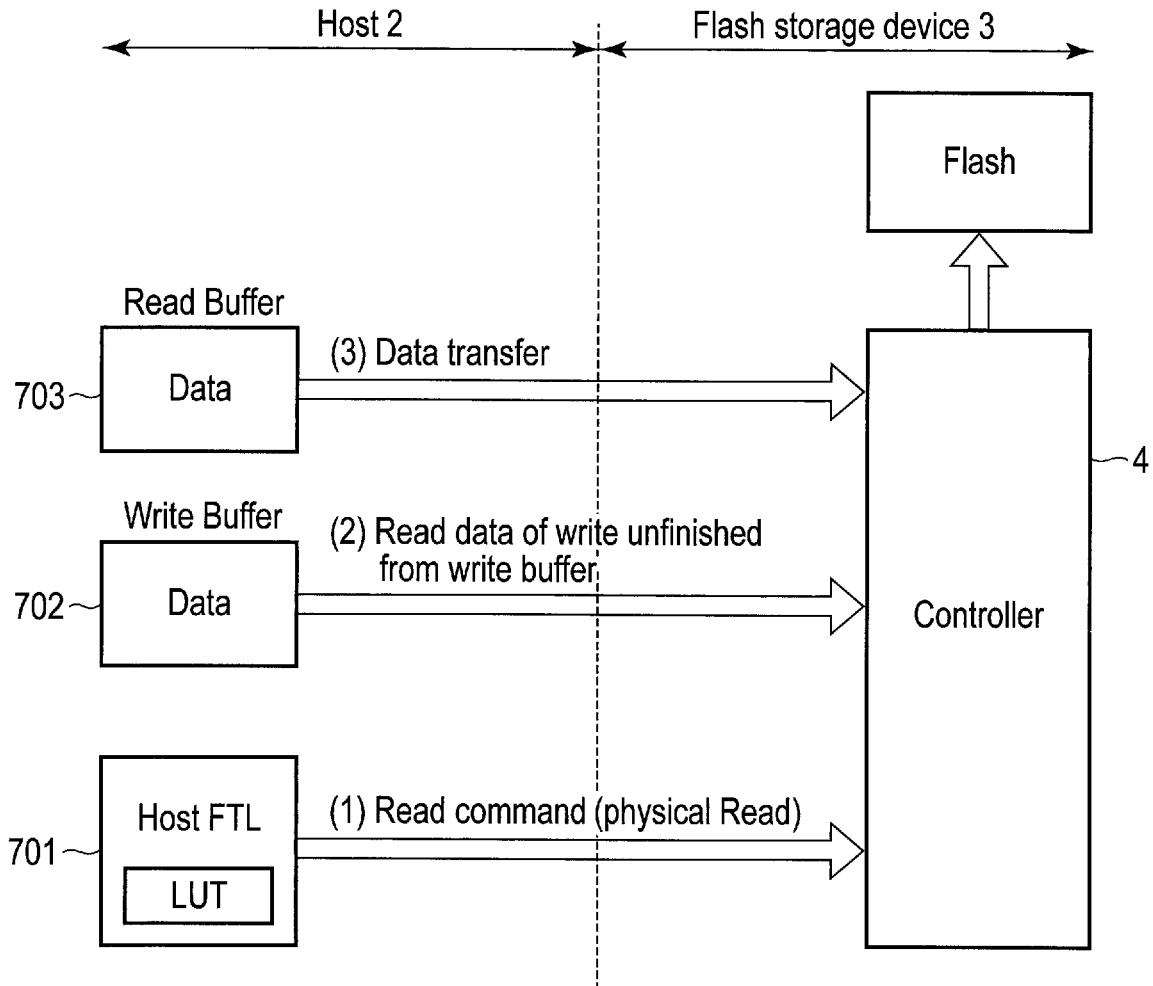 Host 2
Flash storage device 3
Flash
Read Buffer
(3) Data transfer
Data
703
4
Write Buffer
(2) Read data of write unfinished
from write buffer
Data
702
Controller
Host FTL
(1) Read command (physical Read)
701
LUT